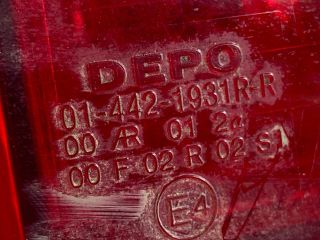 DEPO
01-442-1931R-R
00 AR 01 2a
00 F 02 R 02 S1
E4